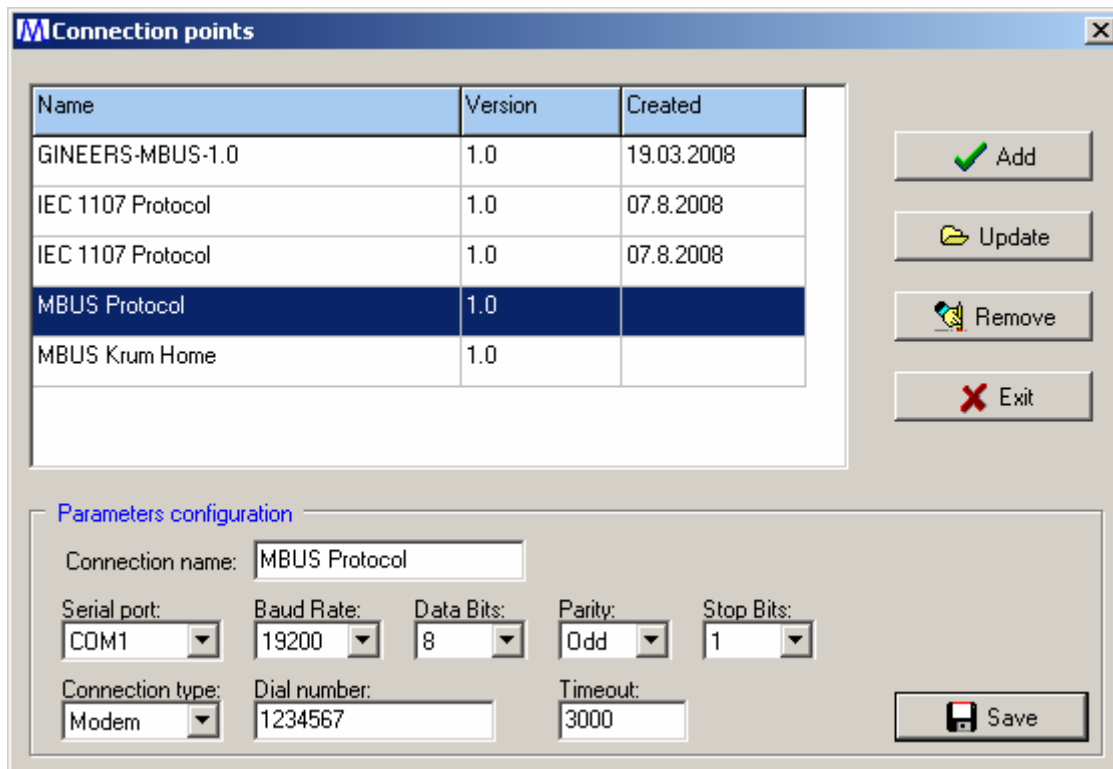 Connection points
Name Version Created
GINEERS-MBUS-1.0 1.0 19.03.2008
Add
IEC 1107 Protocol 1.0 07.8.2008
Update
IEC 1107 Protocol 1.0 07.8.2008
MBUS Protocol 1.0
Remove
MBUS Krum Home 1.0
Exit
Parameters configuration
Connection name: MBUS Protocol
Serial port: Baud Rate: Data Bits: Parity: Stop Bits:
COM1 19200 8 Odd 1
Connection type: Dial number: Timeout:
Modem 1234567 3000
Save